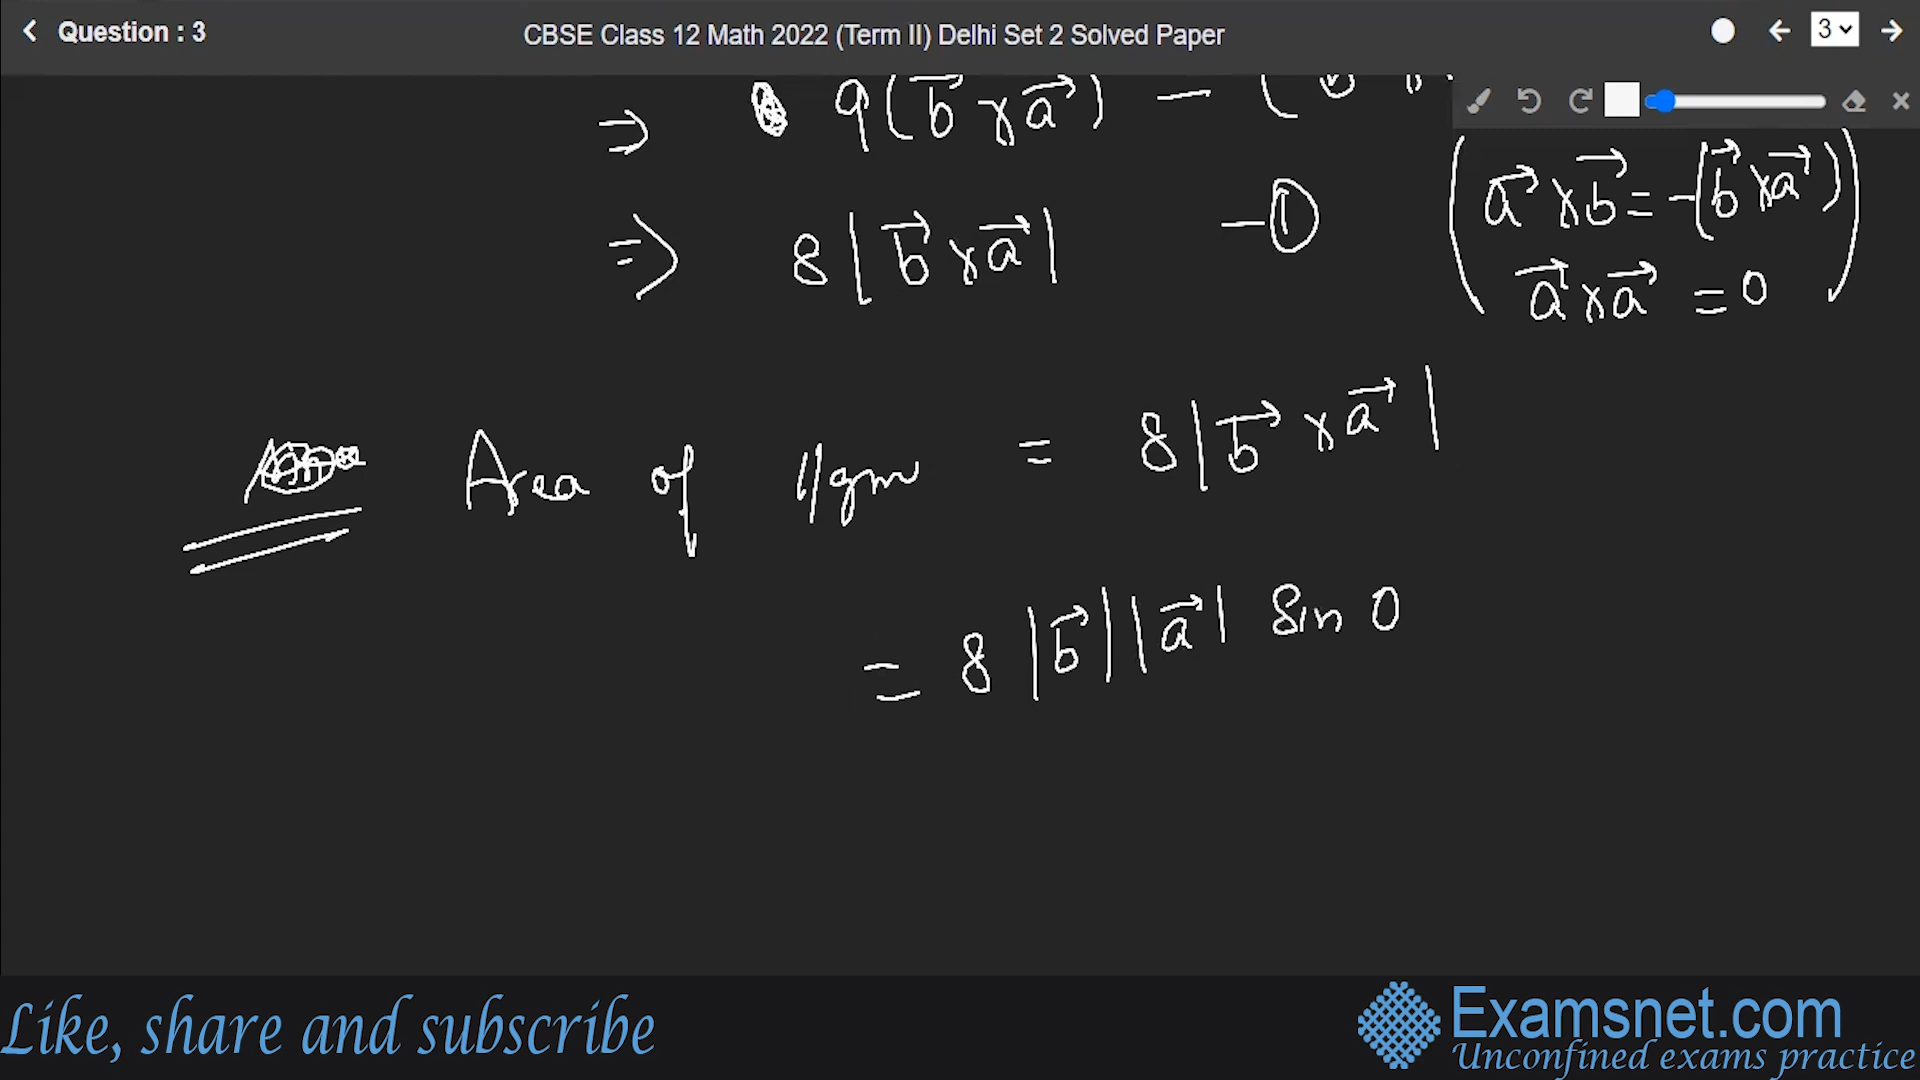 Question : 3
CBSE Class 12 Math 2022 (Term II) Delhi Set 2 Solved Paper
3
⇒ 9(b⃗ × a⃗) − (
(a⃗ × b⃗ = −(b⃗ × a⃗)
⇒ 8|b⃗ × a⃗| −①
a⃗ × a⃗ = 0)
Area of //gm = 8|b⃗ × a⃗|
= 8 |b⃗||a⃗| sin 0
Like, share and subscribe
Examsnet.com
Unconfined exams practice